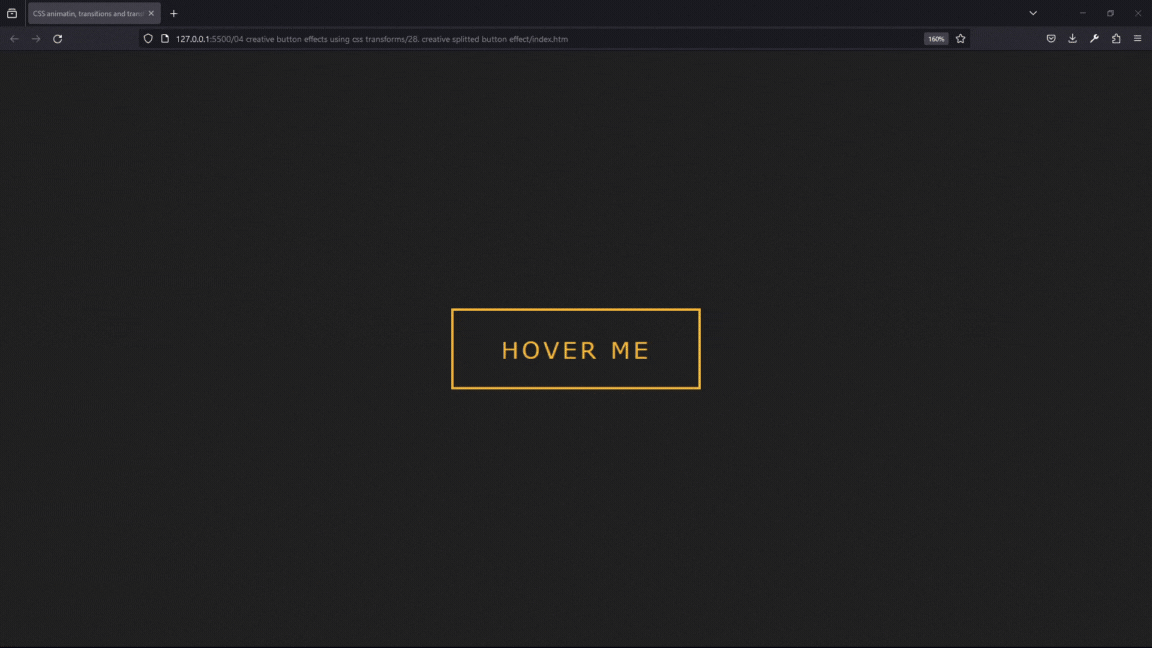 CSS animatin, transitions and trans
127.0.0.1:5500/04 creative button effects using css transforms/28. creative splitted button effect/index.htm
160%
HOVER ME